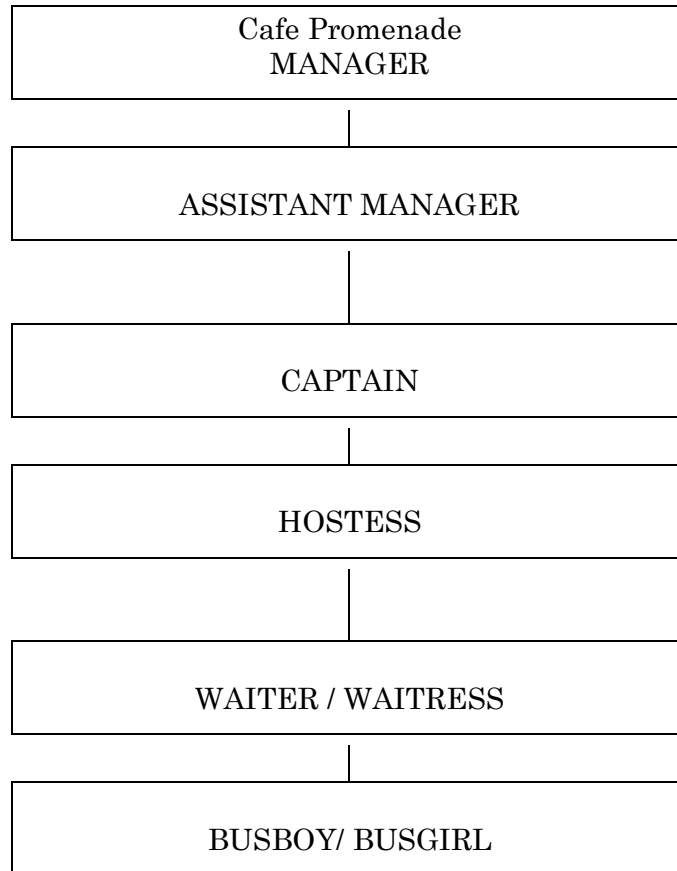 Cafe Promenade
MANAGER
ASSISTANT MANAGER
CAPTAIN
HOSTESS
WAITER / WAITRESS
BUSBOY/ BUSGIRL